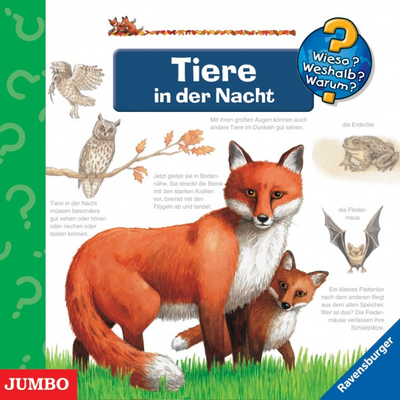 Tiere
in der Nacht
?
Wieso?
Weshalb?
Warum?
Mit ihren großen Augen können auch
andere Tiere im Dunkeln gut sehen.
die Erdkröte
Jetzt gleitet sie in Boden-
nähe. Sie streckt die Beine
mit den starken Krallen
vor, bremst mit den
Flügeln ab und landet.
Tiere in der Nacht
müssen besonders
gut sehen oder hören
oder riechen oder
tasten können.
die Fleder-
maus
Ein kleines Flattertier
nach dem anderen fliegt
aus dem alten Speicher.
Wer ist das? Die Fleder-
mäuse verlassen ihre
Schlafplätze.
JUMBO
Ravensburger